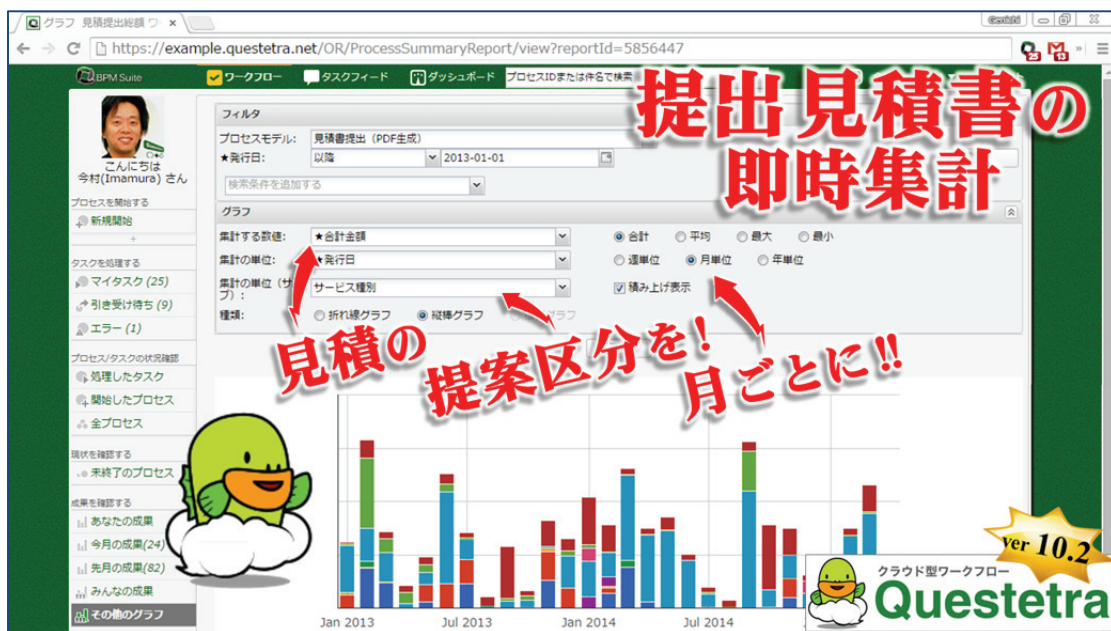 グラフ 見積提出総額 ワ
Genichi
https://example.questetra.net/OR/ProcessSummaryReport/view?reportId=5856447
25
13
BPM Suite
ワークフロー
タスクフィード
ダッシュボード
プロセスIDまたは件名で検索
提出見積書の
即時集計
こんにちは
今村(Imamura) さん
プロセスを開始する
新規開始
タスクを処理する
マイタスク (25)
引き受け待ち (9)
エラー (1)
プロセス/タスクの状況確認
処理したタスク
開始したプロセス
全プロセス
現状を確認する
未終了のプロセス
成果を確認する
あなたの成果
今月の成果(24)
先月の成果(82)
みんなの成果
その他のグラフ
フィルタ
プロセスモデル: 見積書提出（PDF生成）
★発行日: 以降 2013-01-01
検索条件を追加する
グラフ
集計する数値: ★合計金額 合計 平均 最大 最小
集計の単位: ★発行日 週単位 月単位 年単位
集計の単位（サ
ブ）: サービス種別 積み上げ表示
種類: 折れ線グラフ 縦棒グラフ グラフ
見積の
提案区分を!
月ごとに!!
Jan 2013 Jul 2013 Jan 2014 Jul 2014
ver 10.2
クラウド型ワークフロー
Questetra